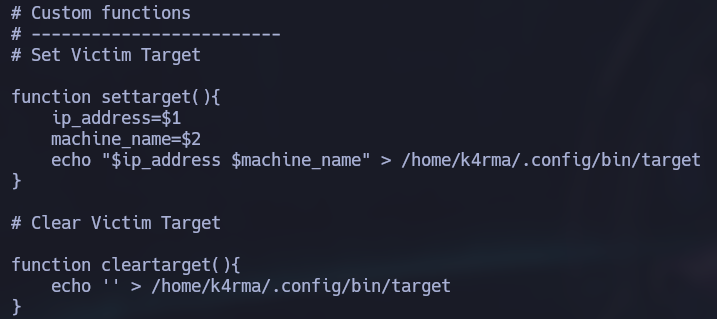 # Custom functions
# -------------------------
# Set Victim Target
function settarget(){
    ip_address=$1
    machine_name=$2
    echo "$ip_address $machine_name" > /home/k4rma/.config/bin/target
}
# Clear Victim Target
function cleartarget(){
    echo '' > /home/k4rma/.config/bin/target
}